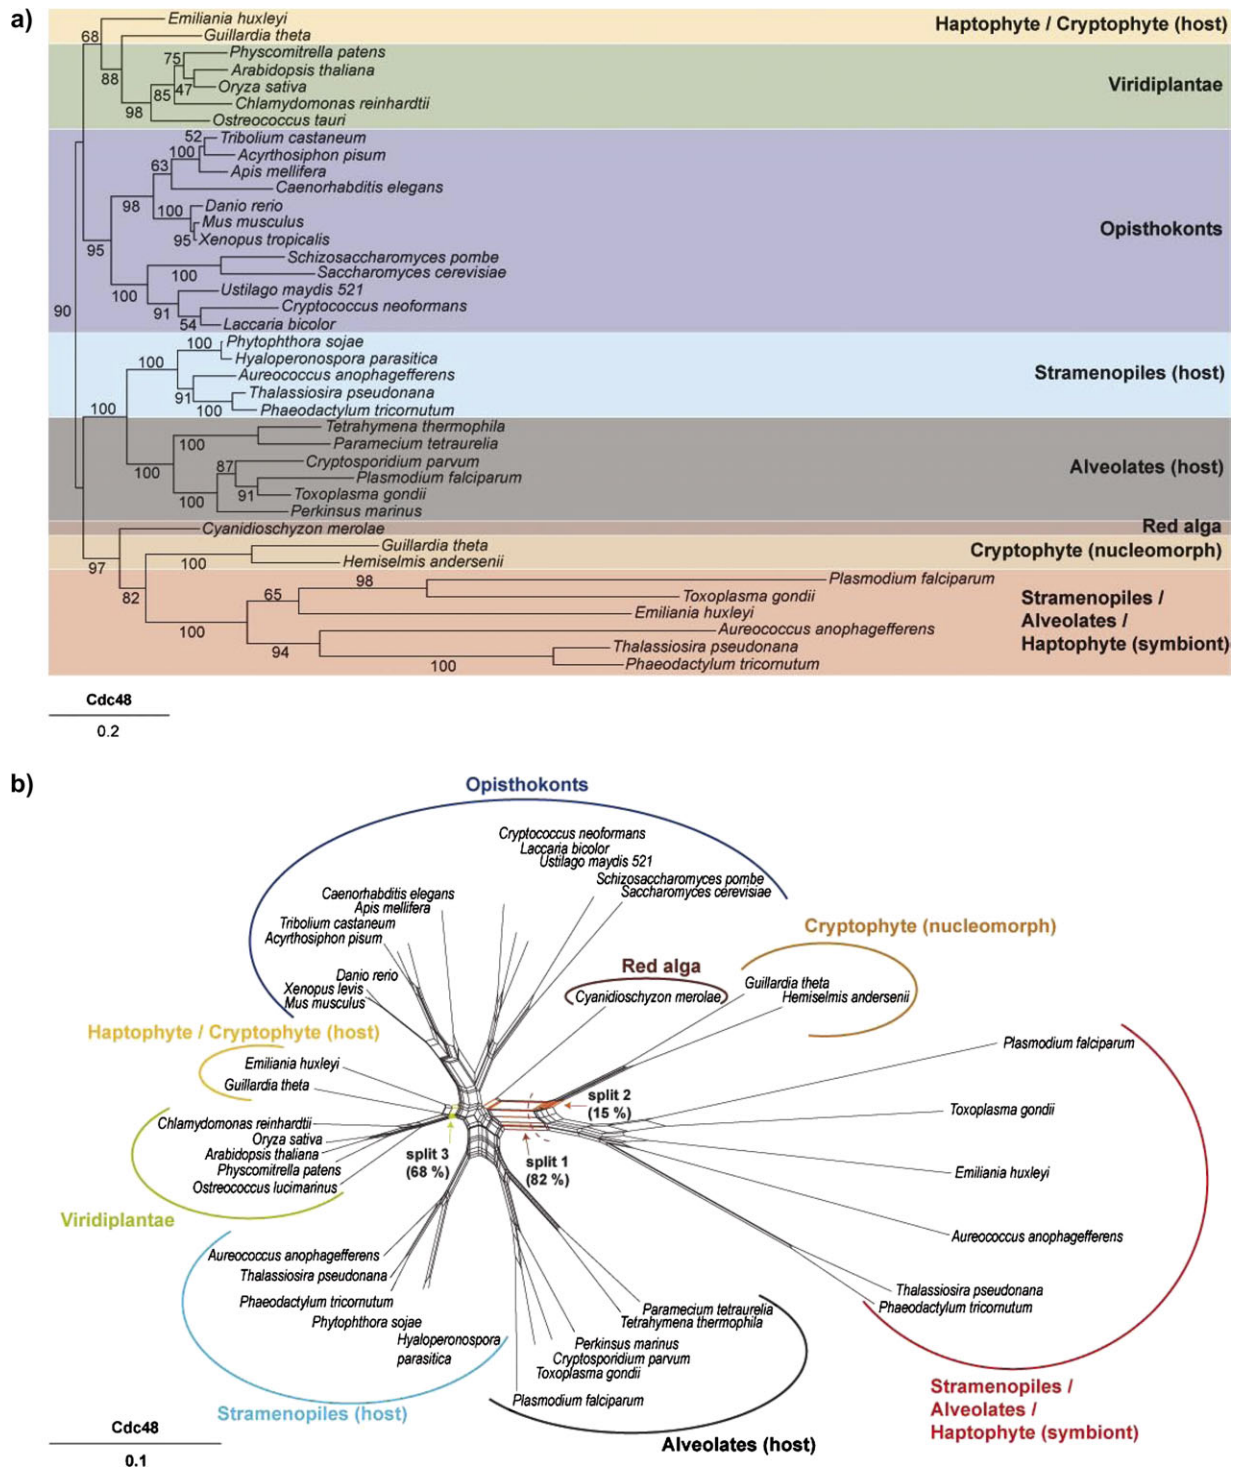 a)
Emiliania huxleyi
Haptophyte / Cryptophyte (host)
68
Guillardia theta
88
75
Physcomitrella patens
Arabidopsis thaliana
47
Oryza sativa
Viridiplantae
85
Chlamydomonas reinhardtii
98
Ostreococcus tauri
52
Tribolium castaneum
100
Acyrthosiphon pisum
63
Apis mellifera
Caenorhabditis elegans
98
100
Danio rerio
Mus musculus
Opisthokonts
95
Xenopus tropicalis
95
Schizosaccharomyces pombe
100
Saccharomyces cerevisiae
100
Ustilago maydis 521
91
Cryptococcus neoformans
54
Laccaria bicolor
90
100
Phytophthora sojae
100
Hyaloperonospora parasitica
Aureococcus anophagefferens
Stramenopiles (host)
91
Thalassiosira pseudonana
100
Phaeodactylum tricornutum
100
Tetrahymena thermophila
100
Paramecium tetraurelia
100
87
Cryptosporidium parvum
Alveolates (host)
Plasmodium falciparum
91
Toxoplasma gondii
100
Perkinsus marinus
Cyanidioschyzon merolae
Red alga
97
Guillardia theta
Cryptophyte (nucleomorph)
100
Hemiselmis andersenii
82
98
Plasmodium falciparum
65
Toxoplasma gondii
Emiliania huxleyi
100
Aureococcus anophagefferens
94
Thalassiosira pseudonana
100
Phaeodactylum tricornutum
Stramenopiles /
Alveolates /
Haptophyte (symbiont)
Cdc48
0.2
b)
Opisthokonts
Cryptococcus neoformans
Laccaria bicolor
Ustilago maydis 521
Schizosaccharomyces pombe
Saccharomyces cerevisiae
Caenorhabditis elegans
Apis mellifera
Tribolium castaneum
Acyrthosiphon pisum
Danio rerio
Xenopus levis
Mus musculus
Cryptophyte (nucleomorph)
Guillardia theta
Hemiselmis andersenii
Red alga
Cyanidioschyzon merolae
Haptophyte / Cryptophyte (host)
Emiliania huxleyi
Guillardia theta
Chlamydomonas reinhardtii
Oryza sativa
Arabidopsis thaliana
Physcomitrella patens
Ostreococcus lucimarinus
Viridiplantae
split 3
(68 %)
split 2
(15 %)
split 1
(82 %)
Plasmodium falciparum
Toxoplasma gondii
Emiliania huxleyi
Aureococcus anophagefferens
Thalassiosira pseudonana
Phaeodactylum tricornutum
Stramenopiles /
Alveolates /
Haptophyte (symbiont)
Aureococcus anophagefferens
Thalassiosira pseudonana
Phaeodactylum tricornutum
Phytophthora sojae
Hyaloperonospora
parasitica
Stramenopiles (host)
Paramecium tetraurelia
Tetrahymena thermophila
Perkinsus marinus
Cryptosporidium parvum
Toxoplasma gondii
Plasmodium falciparum
Alveolates (host)
Cdc48
0.1